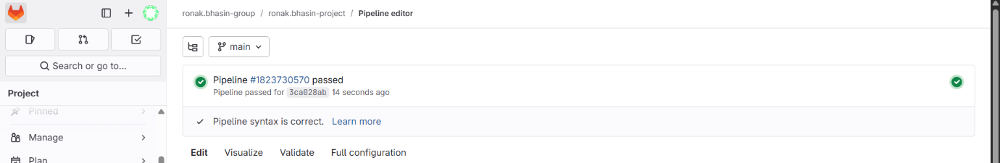 ronak.bhasin-group / ronak.bhasin-project / Pipeline editor
Search or go to...
main
Project
Pinned
Manage
Plan
Pipeline #1823730570 passed
Pipeline passed for 3ca028ab 14 seconds ago
Pipeline syntax is correct. Learn more
Edit Visualize Validate Full configuration